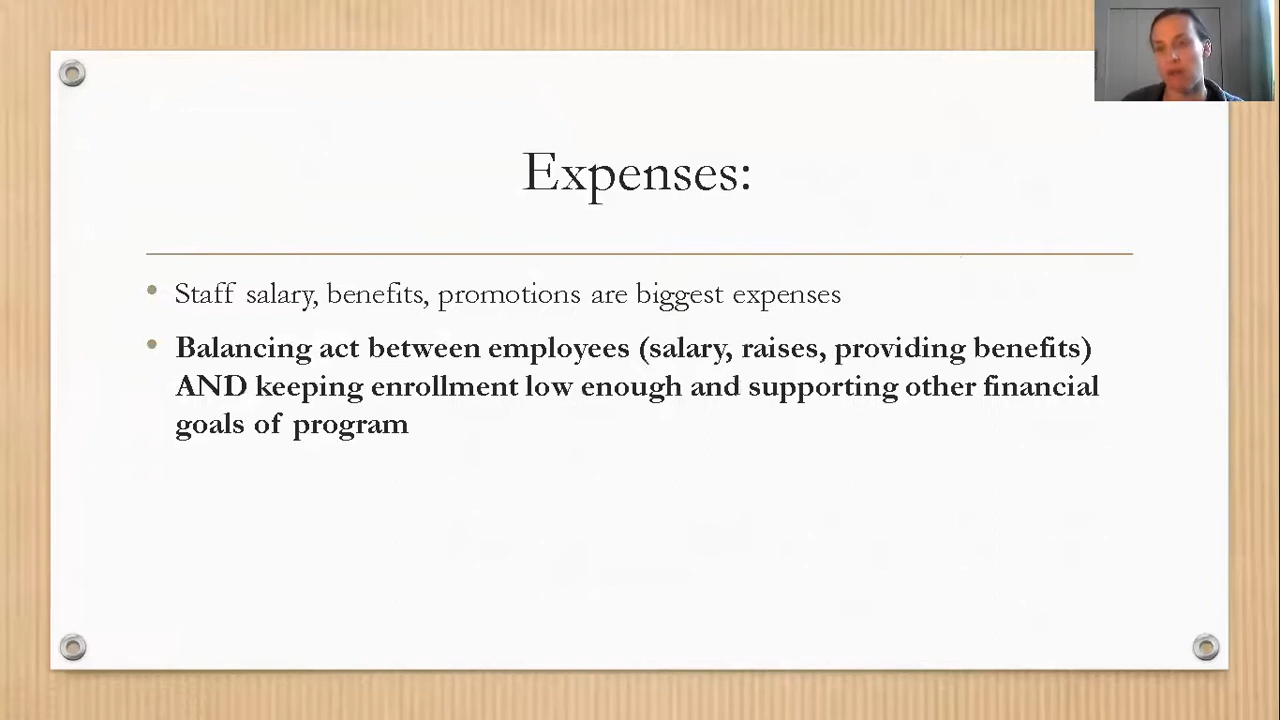 Expenses:
• Staff salary, benefits, promotions are biggest expenses
• Balancing act between employees (salary, raises, providing benefits)
AND keeping enrollment low enough and supporting other financial
goals of program